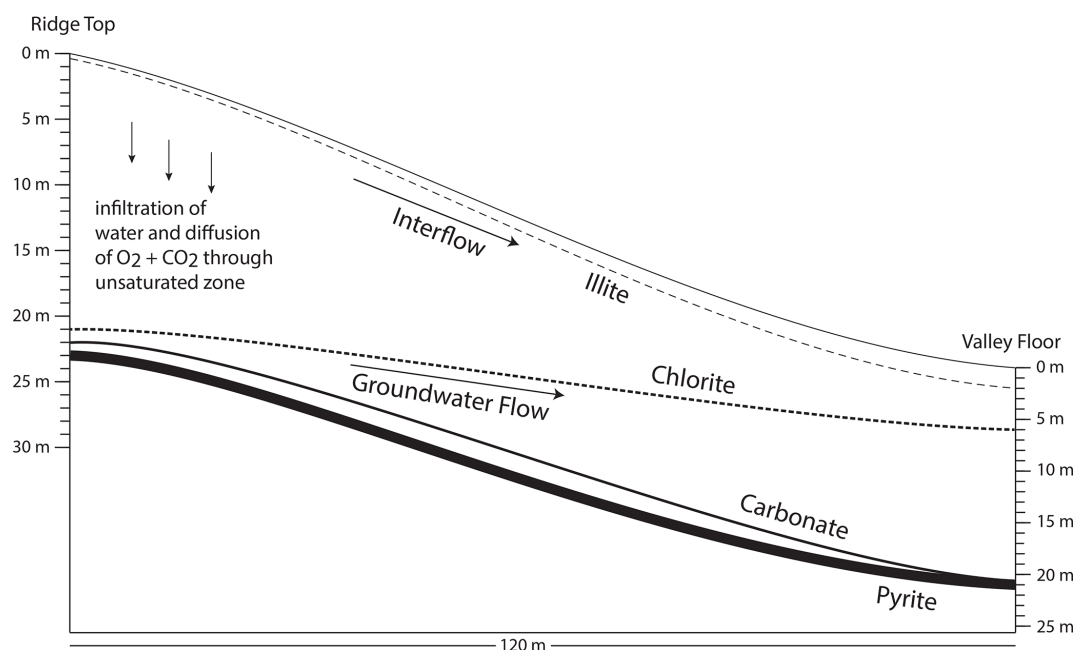 Ridge Top
0 m
5 m
10 m
15 m
20 m
25 m
30 m
infiltration of
water and diffusion
of O2 + CO2 through
unsaturated zone
Interflow
Illite
Valley Floor
Chlorite
Groundwater Flow
Carbonate
Pyrite
0 m
5 m
10 m
15 m
20 m
25 m
120 m